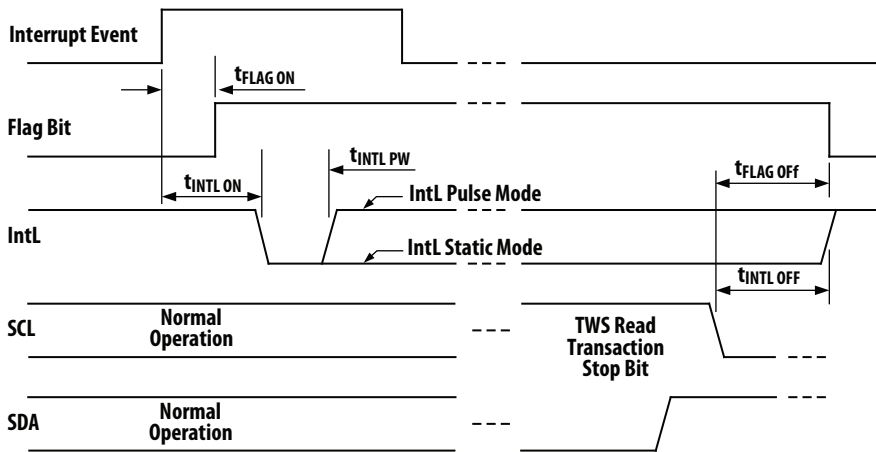 Interrupt Event
tFLAG ON
Flag Bit
tINTL PW
tINTL ON
tFLAG OFf
IntL Pulse Mode
IntL
IntL Static Mode
tINTL OFF
SCL
Normal
Operation
TWS Read
Transaction
Stop Bit
SDA
Normal
Operation